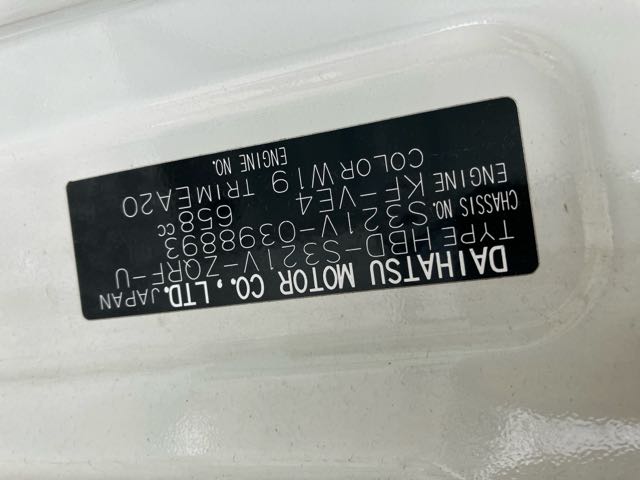 DAIHATSU MOTOR CO., LTD. JAPAN
TYPE HBD-S321V-ZQRF-U
CHASSIS NO. S321V-0398893
ENGINE KF-VE4 658cc
COLOR W19 TRIM EA20
ENGINE NO.